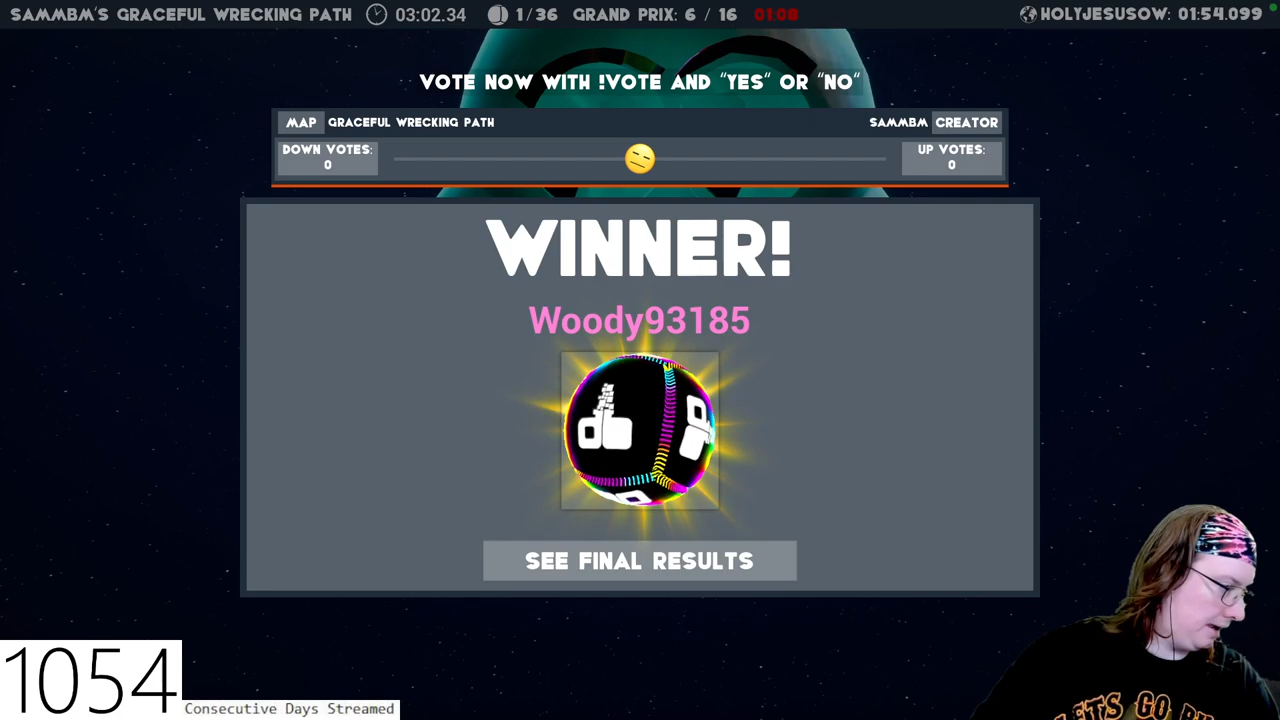 SAMMBM'S GRACEFUL WRECKING PATH 03:02.34 1/36 GRAND PRIX: 6 / 16 01:08 HOLYJESUSOW: 01:54.099
VOTE NOW WITH !VOTE AND "YES" OR "NO"
MAP GRACEFUL WRECKING PATH SAMMBM CREATOR
DOWN VOTES: UP VOTES:
0 0
WINNER!
Woody93185
SEE FINAL RESULTS
LETS GO
1054
Consecutive Days Streamed